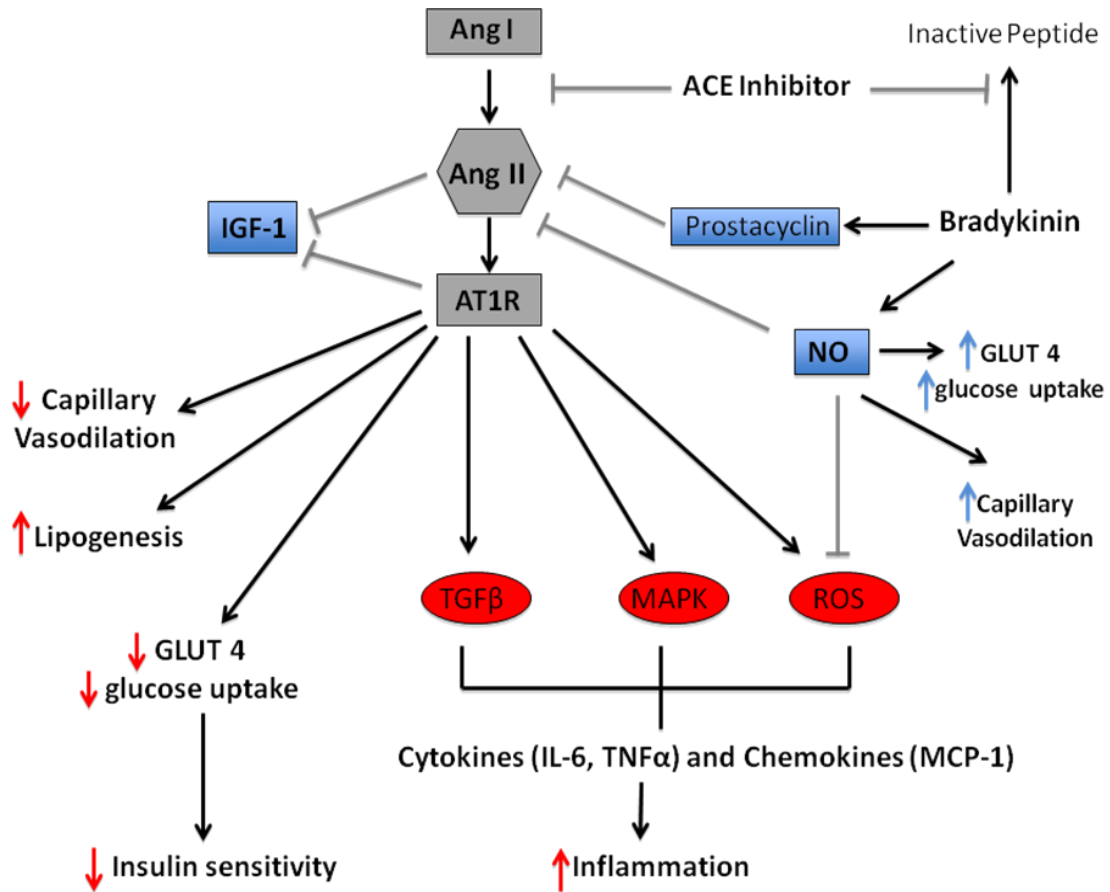 Ang I
Inactive Peptide
ACE Inhibitor
Ang II
IGF-1
Prostacyclin
Bradykinin
AT1R
NO
GLUT 4
glucose uptake
Capillary
Vasodilation
Capillary
Vasodilation
Lipogenesis
TGFβ
MAPK
ROS
GLUT 4
glucose uptake
Cytokines (IL-6, TNFα) and Chemokines (MCP-1)
Insulin sensitivity
Inflammation